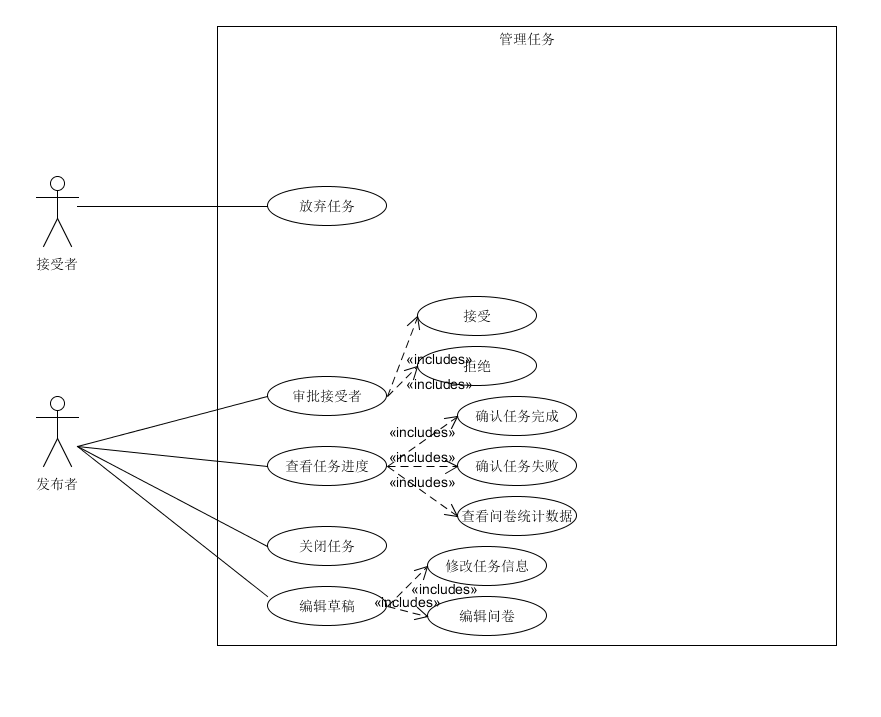 管理任务
放弃任务
接受者
接受
«includes»
拒绝
«includes»
审批接受者
确认任务完成
«includes»
«includes»
查看任务进度
确认任务失败
发布者
«includes»
查看问卷统计数据
关闭任务
修改任务信息
«includes»
«includes»
编辑草稿
编辑问卷